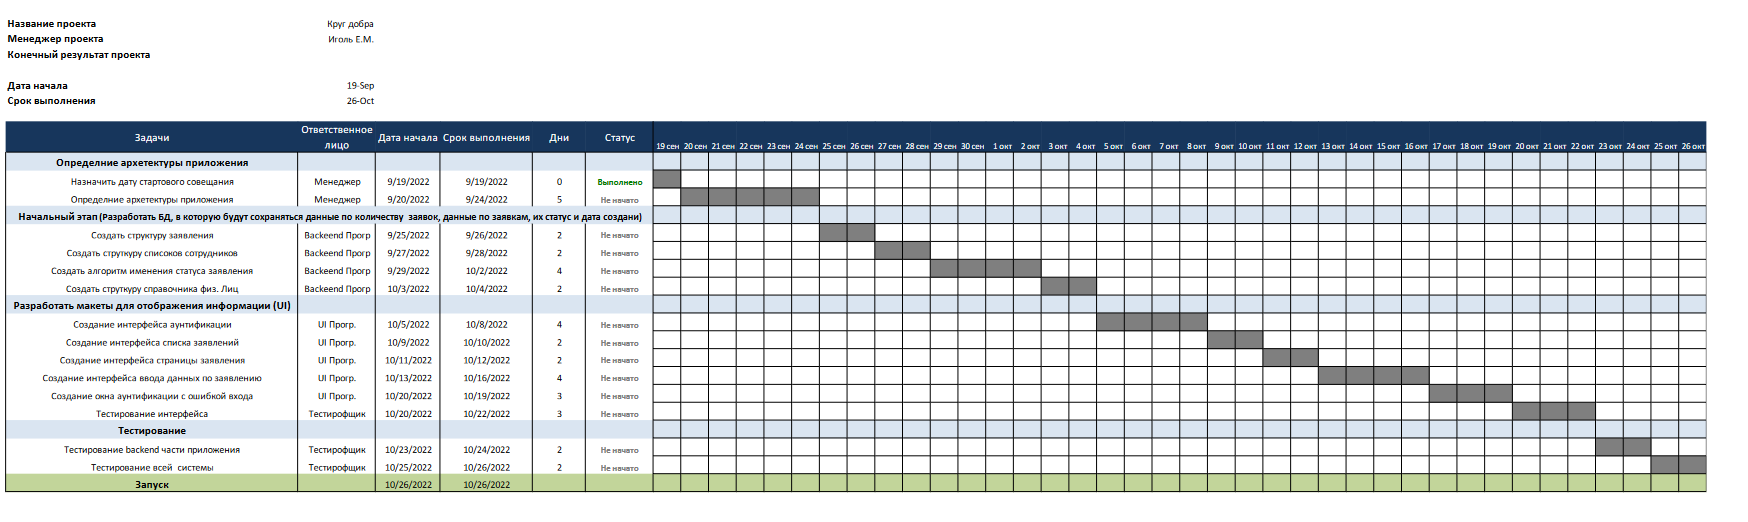 Название проекта Круг добра
Менеджер проекта Иголь Е.М.
Конечный результат проекта
Дата начала 19-Sep
Срок выполнения 26-Oct
Задачи Ответственное лицо Дата начала Срок выполнения Дни Статус 19 сен 20 сен 21 сен 22 сен 23 сен 24 сен 25 сен 26 сен 27 сен 28 сен 29 сен 30 сен 1 окт 2 окт 3 окт 4 окт 5 окт 6 окт 7 окт 8 окт 9 окт 10 окт 11 окт 12 окт 13 окт 14 окт 15 окт 16 окт 17 окт 18 окт 19 окт 20 окт 21 окт 22 окт 23 окт 24 окт 25 окт 26 окт
Определние архетектуры приложения
Назначить дату стартового совещания Менеджер 9/19/2022 9/19/2022 0 Выполнено
Определние архетектуры приложения Менеджер 9/20/2022 9/24/2022 5 Не начато
Начальный этап (Разработать БД, в которую будут сохраняться данные по количеству заявок, данные по заявкам, их статус и дата создани)
Создать структуру заявления Backeend Прогр 9/25/2022 9/26/2022 2 Не начато
Создать струткуру списоков сотрудников Backeend Прогр 9/27/2022 9/28/2022 2 Не начато
Создать алгоритм именения статуса заявления Backeend Прогр 9/29/2022 10/2/2022 4 Не начато
Создать струткуру справочника физ. Лиц Backeend Прогр 10/3/2022 10/4/2022 2 Не начато
Разработать макеты для отображения информации (UI)
Создание интерфейса аунтификации UI Прогр. 10/5/2022 10/8/2022 4 Не начато
Создание интерфейса списка заявлений UI Прогр. 10/9/2022 10/10/2022 2 Не начато
Создание интерфейса страницы заявления UI Прогр. 10/11/2022 10/12/2022 2 Не начато
Создание интерфейса ввода данных по заявлению UI Прогр. 10/13/2022 10/16/2022 4 Не начато
Создание окна аунтификации с ошибкой входа UI Прогр. 10/20/2022 10/19/2022 3 Не начато
Тестирование интерфейса Тестирофщик 10/20/2022 10/22/2022 3 Не начато
Тестирование
Тестирование backend части приложения Тестирофщик 10/23/2022 10/24/2022 2 Не начато
Тестирование всей системы Тестирофщик 10/25/2022 10/26/2022 2 Не начато
Запуск 10/26/2022 10/26/2022